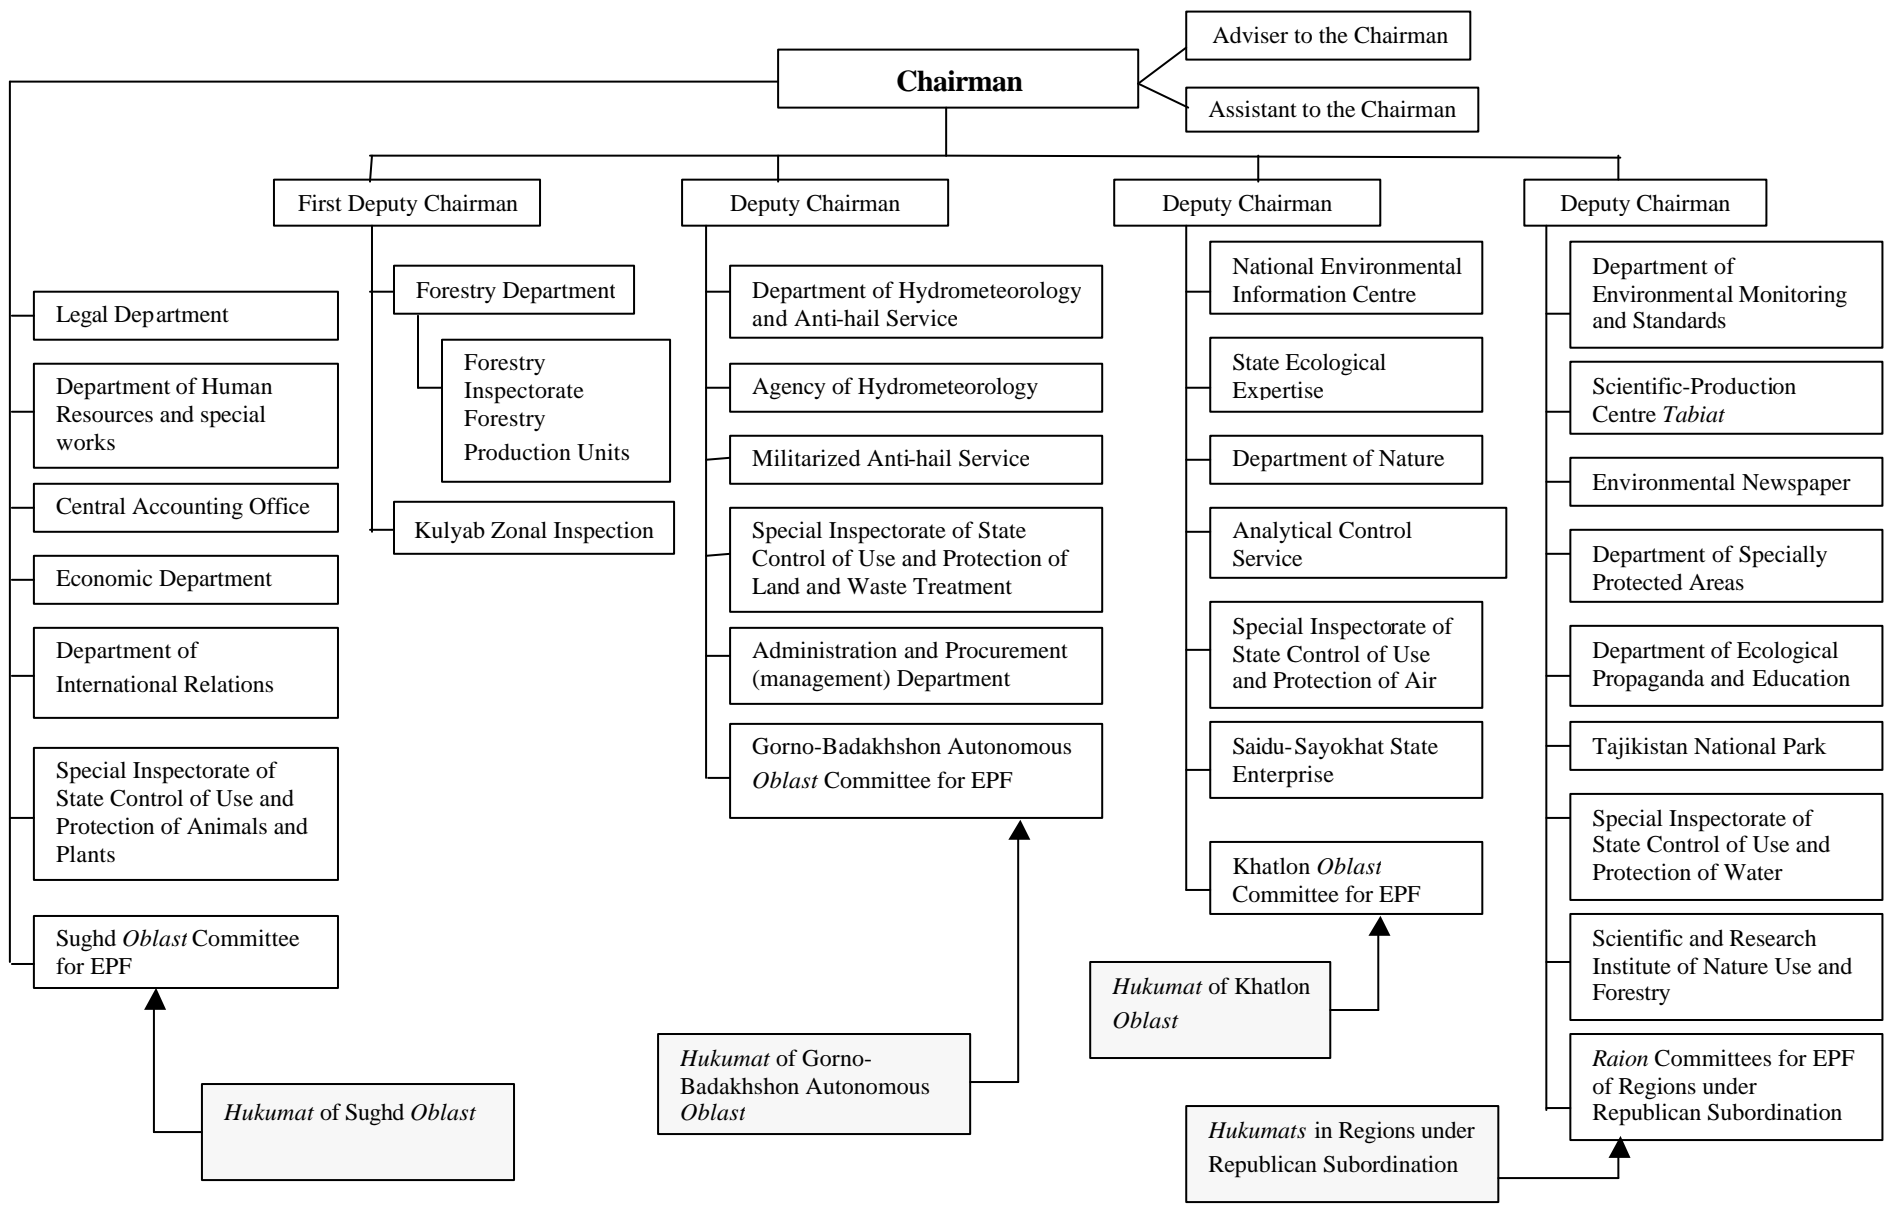 Adviser to the Chairman
Chairman
Assistant to the Chairman
First Deputy Chairman
Deputy Chairman
Deputy Chairman
Deputy Chairman
Legal Department
Department of Human
Resources and special
works
Central Accounting Office
Economic Department
Department of
International Relations
Special Inspectorate of
State Control of Use and
Protection of Animals and
Plants
Sughd Oblast Committee
for EPF
Hukumat of Sughd Oblast
Forestry Department
Forestry
Inspectorate
Forestry
Production Units
Kulyab Zonal Inspection
Department of Hydrometeorology
and Anti-hail Service
Agency of Hydrometeorology
Militarized Anti-hail Service
Special Inspectorate of State
Control of Use and Protection of
Land and Waste Treatment
Administration and Procurement
(management) Department
Gorno-Badakhshon Autonomous
Oblast Committee for EPF
Hukumat of Gorno-
Badakhshon Autonomous
Oblast
National Environmental
Information Centre
State Ecological
Expertise
Department of Nature
Analytical Control
Service
Special Inspectorate of
State Control of Use
and Protection of Air
Saidu-Sayokhat State
Enterprise
Khatlon Oblast
Committee for EPF
Hukumat of Khatlon
Oblast
Department of
Environmental Monitoring
and Standards
Scientific-Production
Centre Tabiat
Environmental Newspaper
Department of Specially
Protected Areas
Department of Ecological
Propaganda and Education
Tajikistan National Park
Special Inspectorate of
State Control of Use and
Protection of Water
Scientific and Research
Institute of Nature Use and
Forestry
Raion Committees for EPF
of Regions under
Republican Subordination
Hukumats in Regions under
Republican Subordination